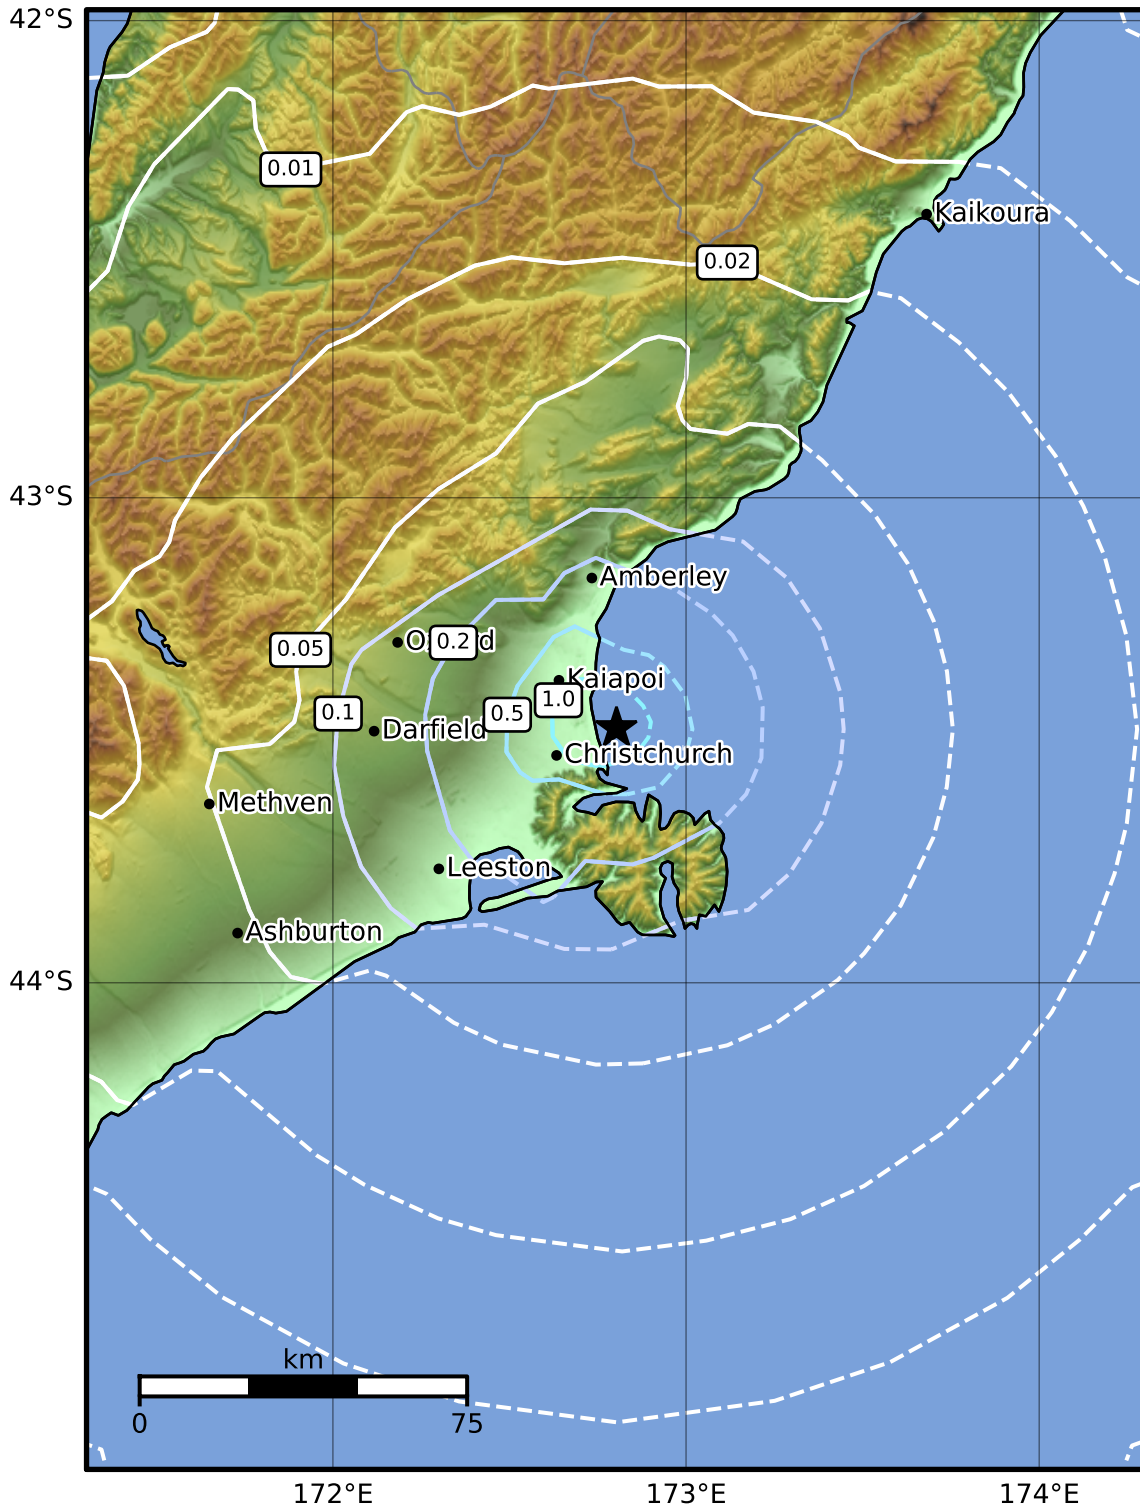 42°S
0.01
Kaikoura
0.02
43°S
Amberley
0.2
0.05
Kaiapoi
1.0
0.5
0.1
Darfield
Christchurch
Methven
Leeston
Ashburton
44°S
km
0 75
172°E 173°E 174°E